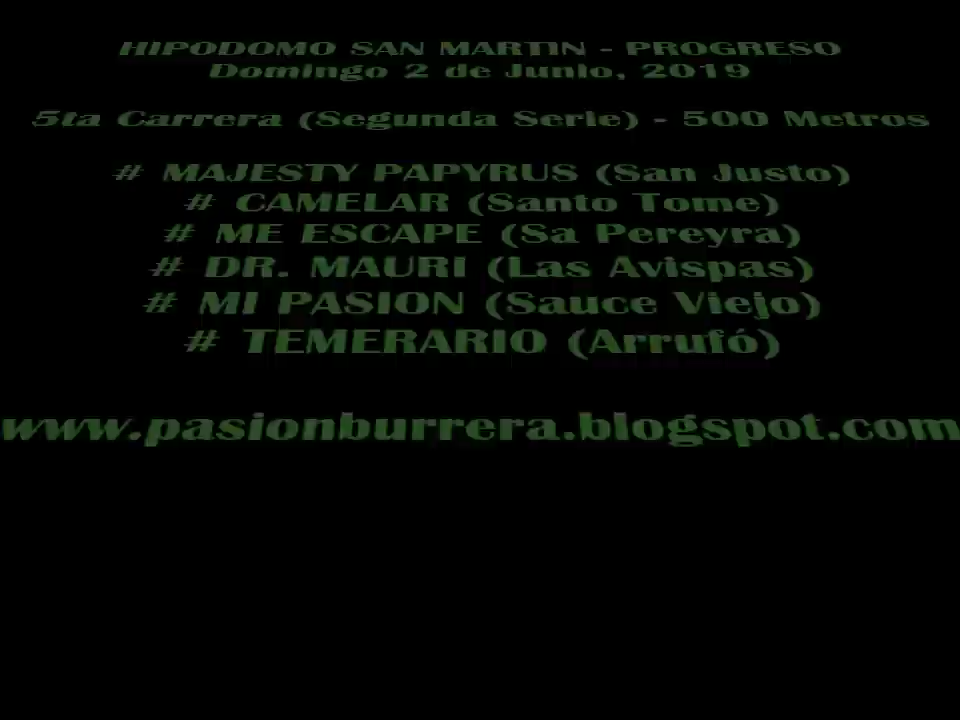 HIPODOMO SAN MARTIN - PROGRESO
Domingo 2 de Junio, 2019
5ta Carrera (Segunda Serie) - 500 Metros
# MAJESTY PAPYRUS (San Justo)
# CAMELAR (Santo Tome)
# ME ESCAPE (Sa Pereyra)
# DR. MAURI (Las Avispas)
# MI PASION (Sauce Viejo)
# TEMERARIO (Arrufó)
www.pasionburrera.blogspot.com